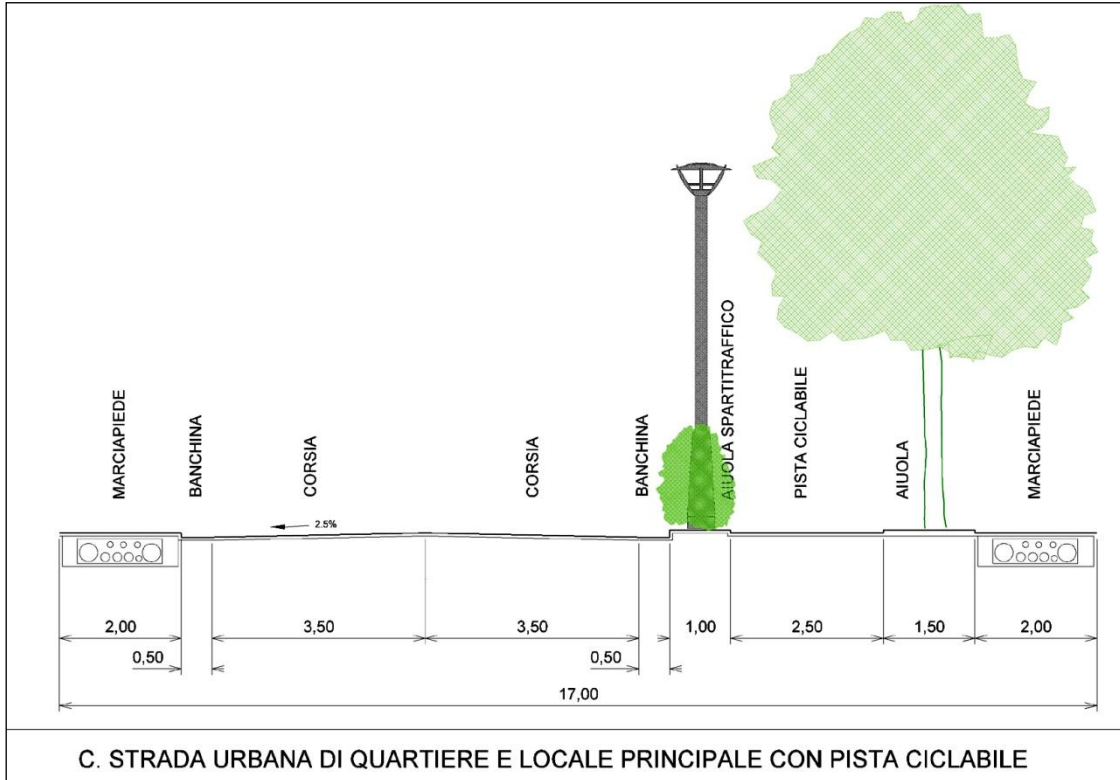 MARCIAPIEDE
BANCHINA
CORSIA
CORSIA
BANCHINA
AIUOLA SPARTITRAFFICO
PISTA CICLABILE
AIUOLA
MARCIAPIEDE
2.5%
2,00
3,50
3,50
1,00
2,50
1,50
2,00
0,50
0,50
17,00
C. STRADA URBANA DI QUARTIERE E LOCALE PRINCIPALE CON PISTA CICLABILE